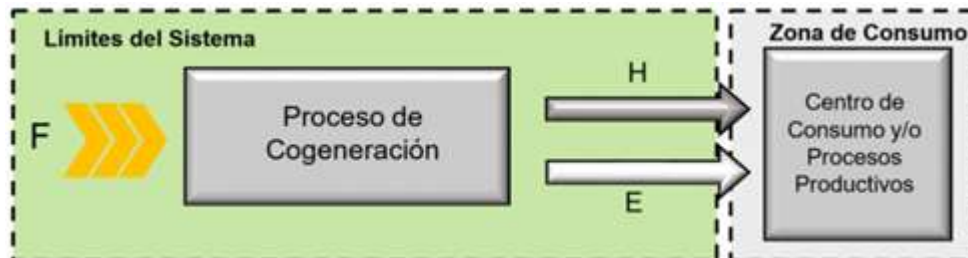 Límites del Sistema
Zona de Consumo
F
Proceso de
Cogeneración
H
E
Centro de
Consumo y/o
Procesos
Productivos